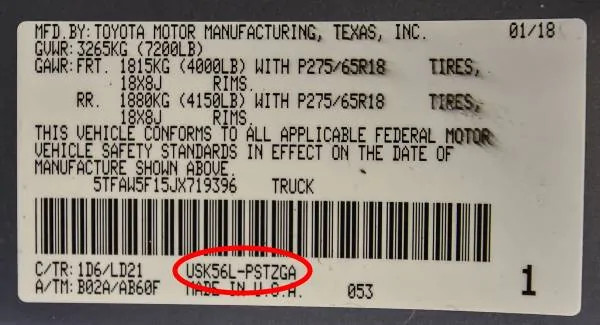 MFD.BY:TOYOTA MOTOR MANUFACTURING, TEXAS, INC. 01/18
GVWR:3265KG (7200LB)
GAWR:FRT. 1815KG (4000LB) WITH P275/65R18 TIRES,
18X8J RIMS.
RR. 1880KG (4150LB) WITH P275/65R18 TIRES,
18X8J RIMS.
THIS VEHICLE CONFORMS TO ALL APPLICABLE FEDERAL MOTOR
VEHICLE SAFETY STANDARDS IN EFFECT ON THE DATE OF
MANUFACTURE SHOWN ABOVE.
5TFAW5F15JX719396 TRUCK
C/TR:1D6/LD21 USK56L-PSTZGA
A/TM:B02A/AB60F MADE IN U.S.A. 053 1